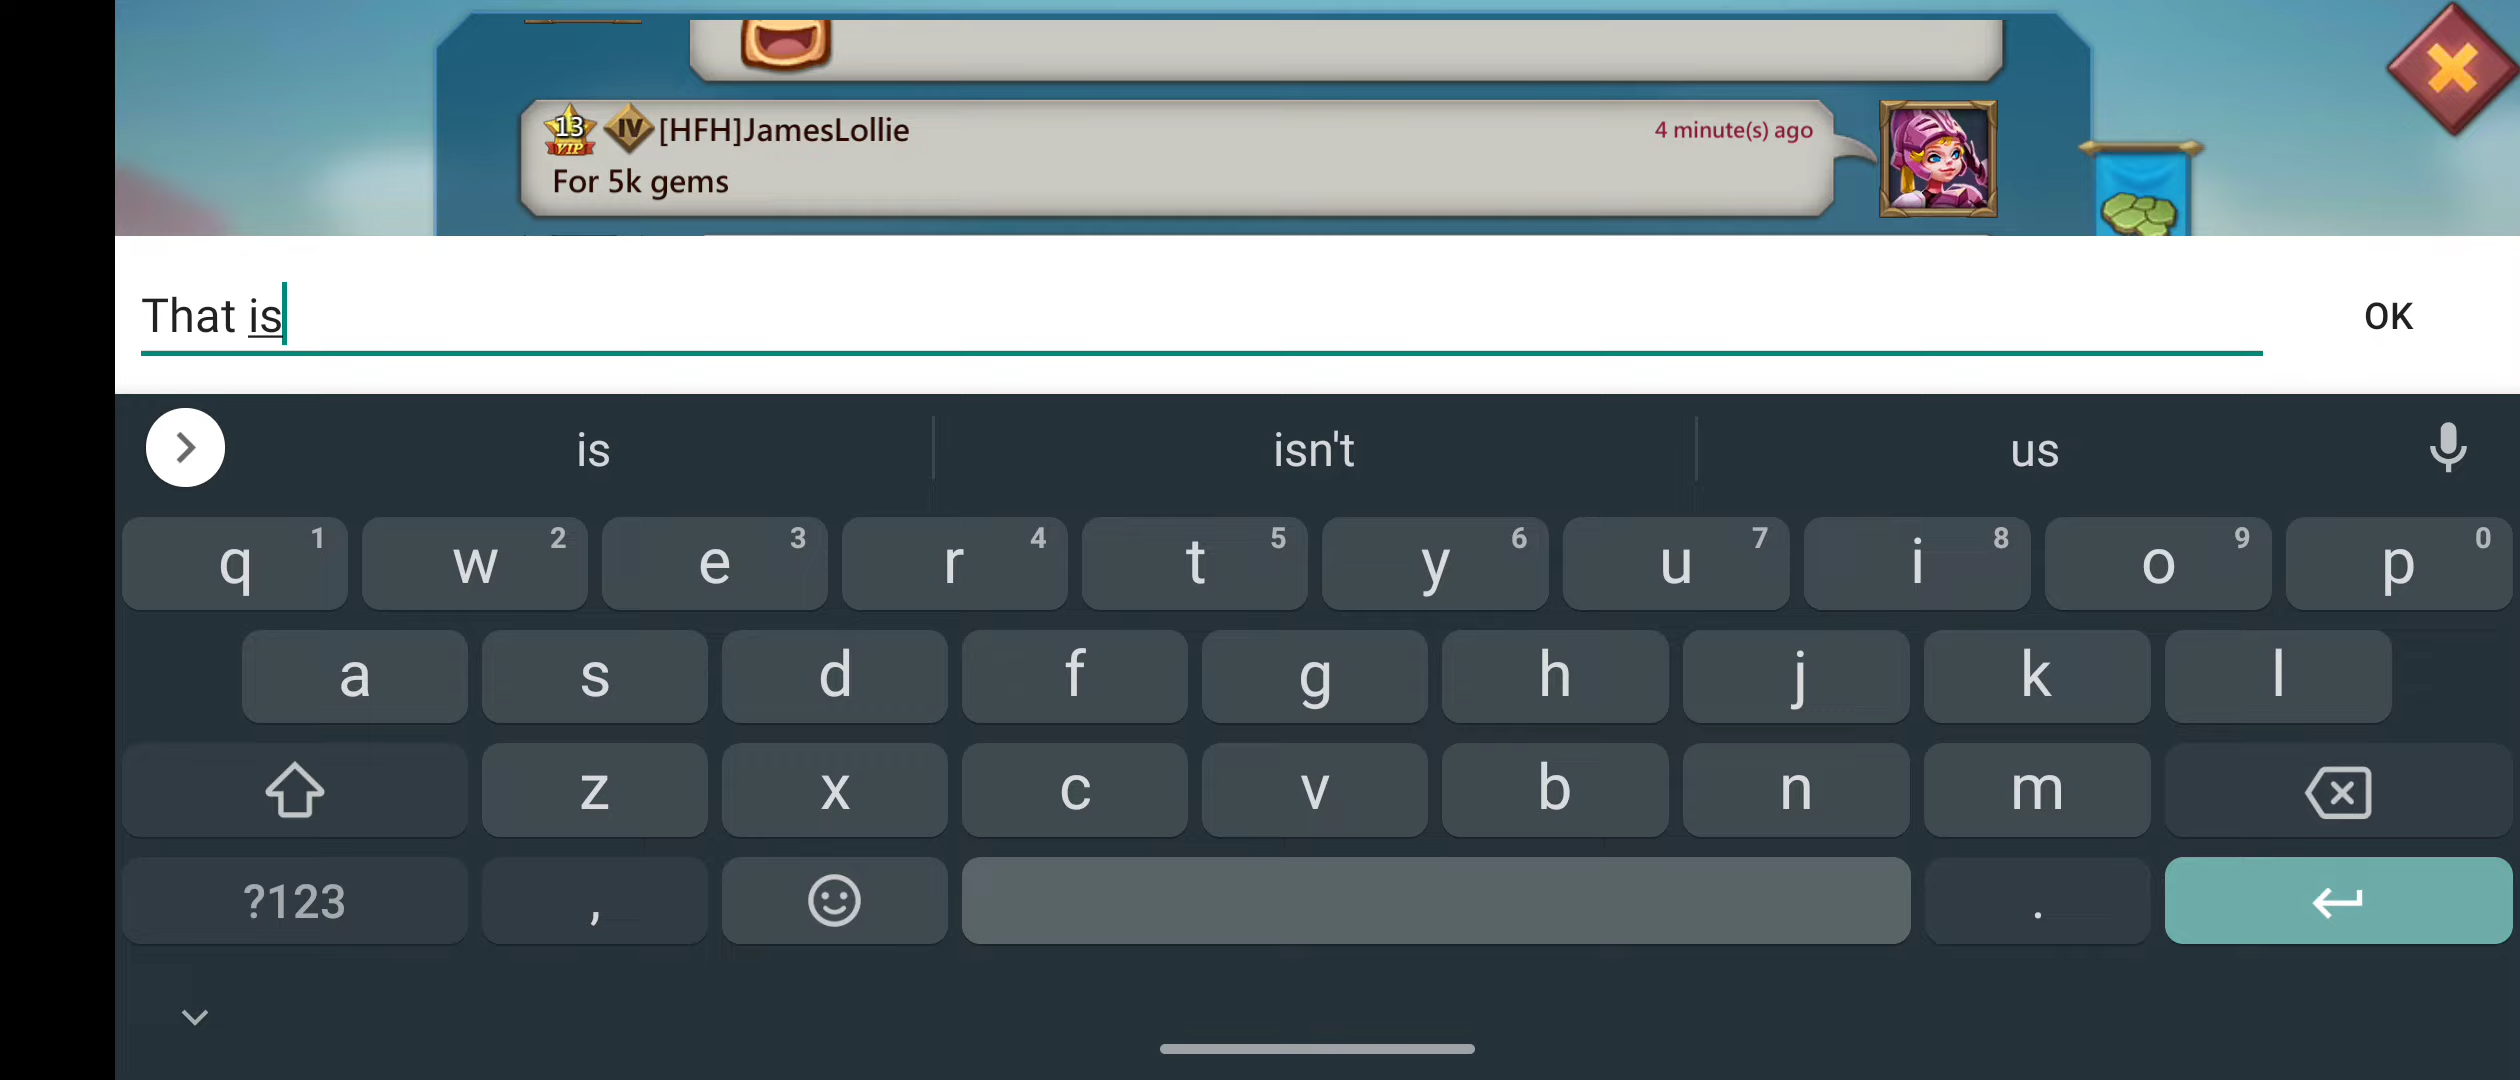 13 VIP IV [HFH]JamesLollie 4 minute(s) ago
For 5k gems
That is OK
is isn't us
q 1 w 2 e 3 r 4 t 5 y 6 u 7 i 8 o 9 p 0
a s d f g h j k l
z x c v b n m
?123 , .